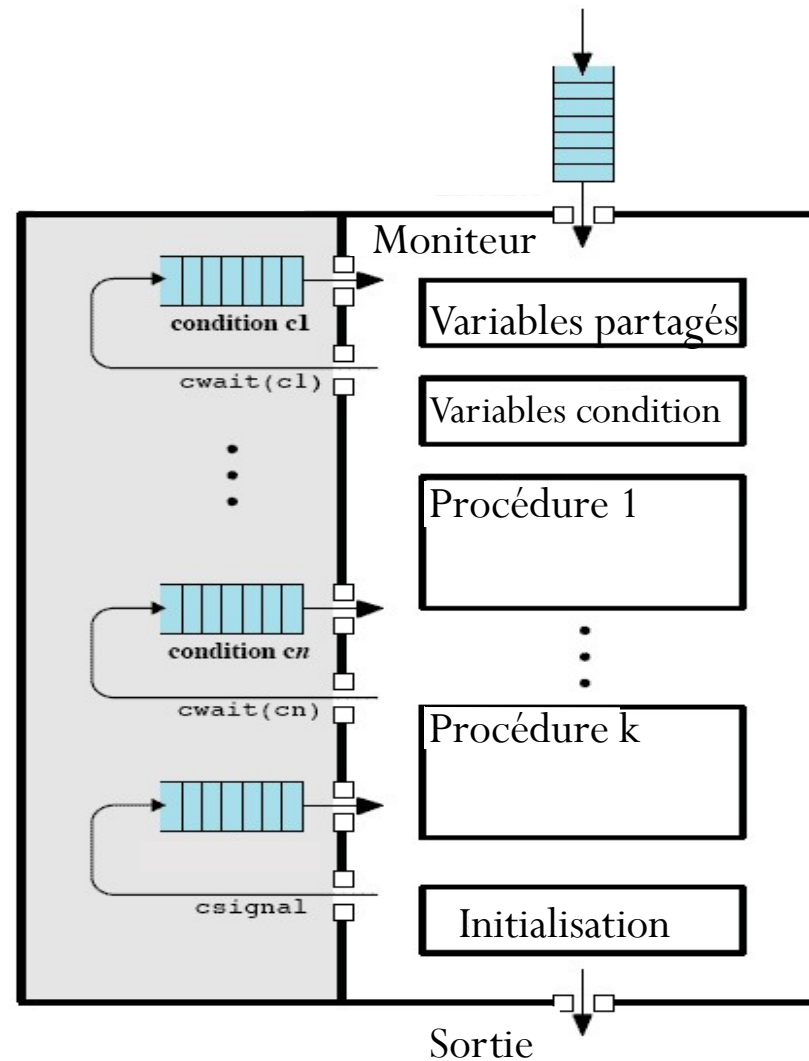 Moniteur
condition c1
Variables partagés
cwait(c1)
Variables condition
Procédure 1
condition cn
cwait(cn)
Procédure k
csignal
Initialisation
Sortie